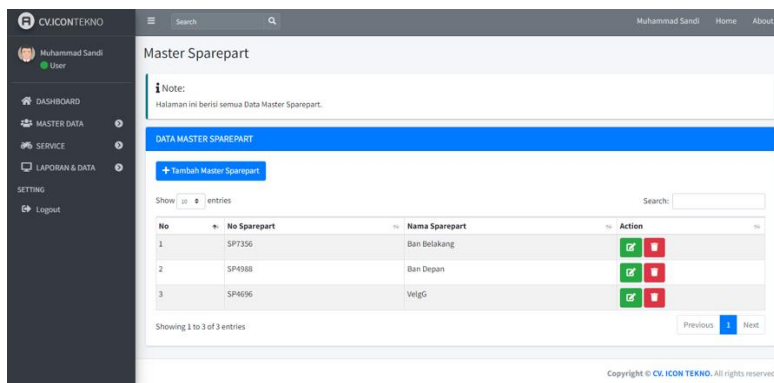 CV.ICONTEKNO
Search
Muhammad Sandi Home About
Muhammad Sandi
User
DASHBOARD
MASTER DATA
SERVICE
LAPORAN & DATA
SETTING
Logout
Master Sparepart
Note:
Halaman ini berisi semua Data Master Sparepart.
DATA MASTER SPAREPART
Tambah Master Sparepart
Show 10 entries
Search:
No No Sparepart Nama Sparepart Action
1 SP7356 Ban Belakang
2 SP4988 Ban Depan
3 SP4696 VelgG
Showing 1 to 3 of 3 entries
Previous 1 Next
Copyright © CV. ICON TEKNO. All rights reserved